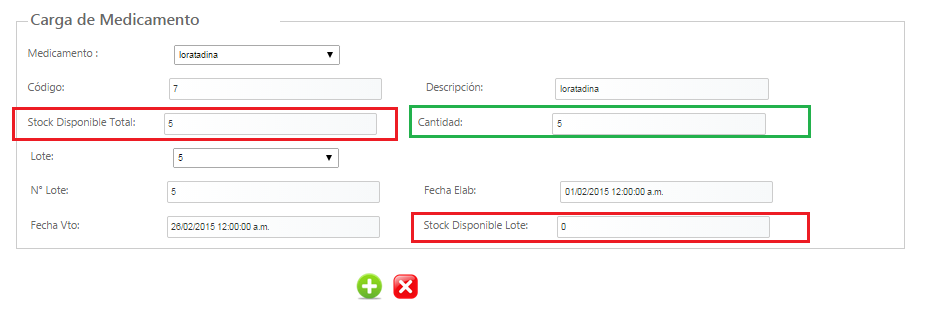 Carga de Medicamento
Medicamento : loratadina
Código: 7 Descripción: loratadina
Stock Disponible Total: 5 Cantidad: 5
Lote: 5
N° Lote: 5 Fecha Elab: 01/02/2015 12:00:00 a.m.
Fecha Vto: 26/02/2015 12:00:00 a.m. Stock Disponible Lote: 0